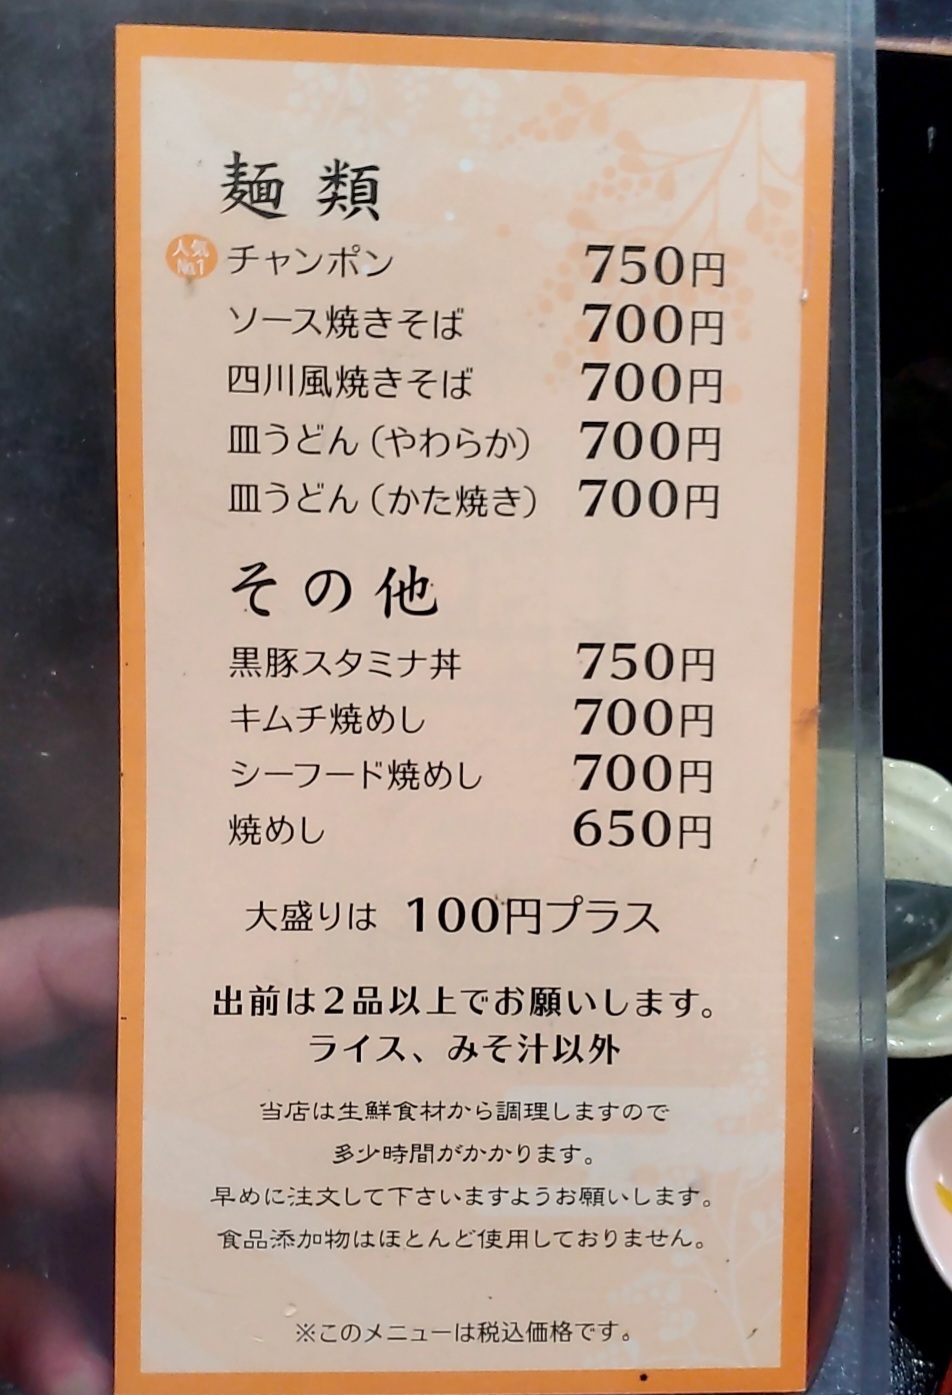 麺類
人気
№1
チャンポン 750円
ソース焼きそば 700円
四川風焼きそば 700円
皿うどん（やわらか） 700円
皿うどん（かた焼き） 700円
その他
黒豚スタミナ丼 750円
キムチ焼めし 700円
シーフード焼めし 700円
焼めし 650円
大盛りは 100円プラス
出前は2品以上でお願いします。
ライス、みそ汁以外
当店は生鮮食材から調理しますので
多少時間がかかります。
早めに注文して下さいますようお願いします。
食品添加物はほとんど使用しておりません。
※このメニューは税込価格です。